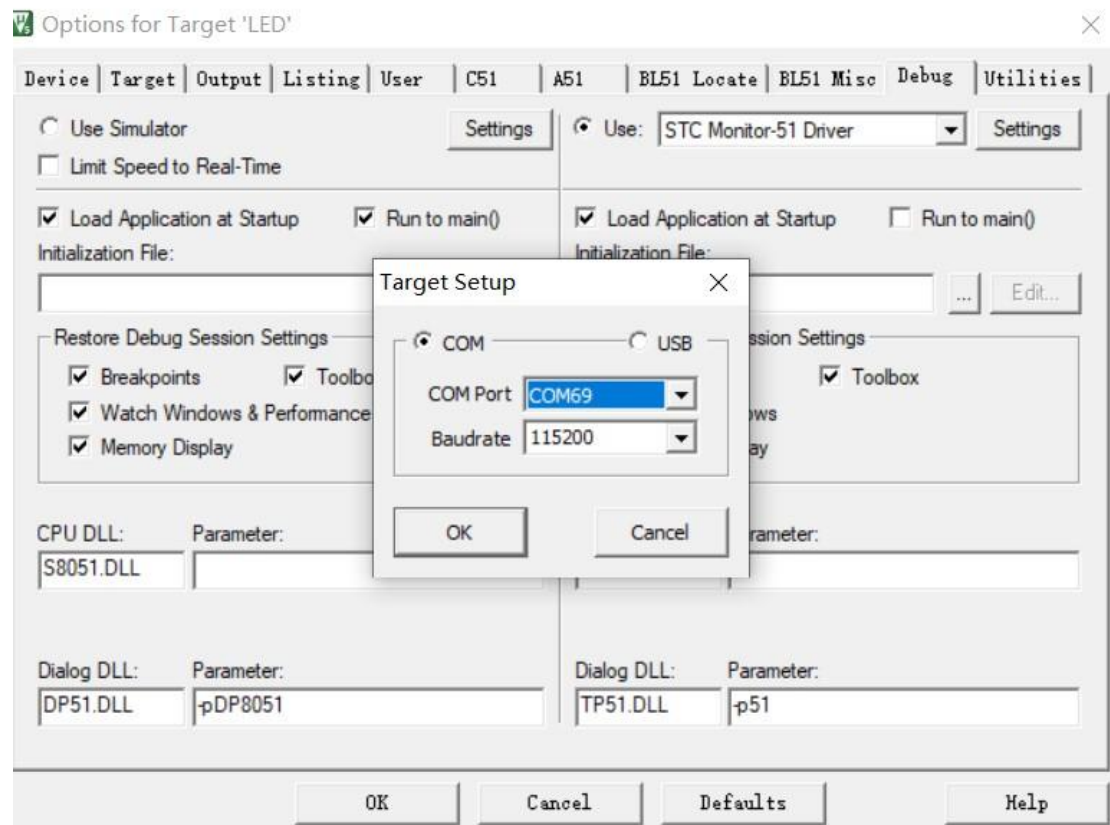 Options for Target 'LED'
Device Target Output Listing User C51 A51 BL51 Locate BL51 Misc Debug Utilities
Use Simulator Settings Use: STC Monitor-51 Driver Settings
Limit Speed to Real-Time
Load Application at Startup Run to main() Load Application at Startup Run to main()
Initialization File: Initialization File:
... Edit...
Target Setup
COM USB
COM Port COM69
Baudrate 115200
OK Cancel
Restore Debug Session Settings ssion Settings
Breakpoints Toolbo Toolbox
Watch Windows & Performance ows
Memory Display ay
CPU DLL: Parameter: rameter:
S8051.DLL
Dialog DLL: Parameter: Dialog DLL: Parameter:
DP51.DLL -pDP8051 TP51.DLL -p51
OK Cancel Defaults Help